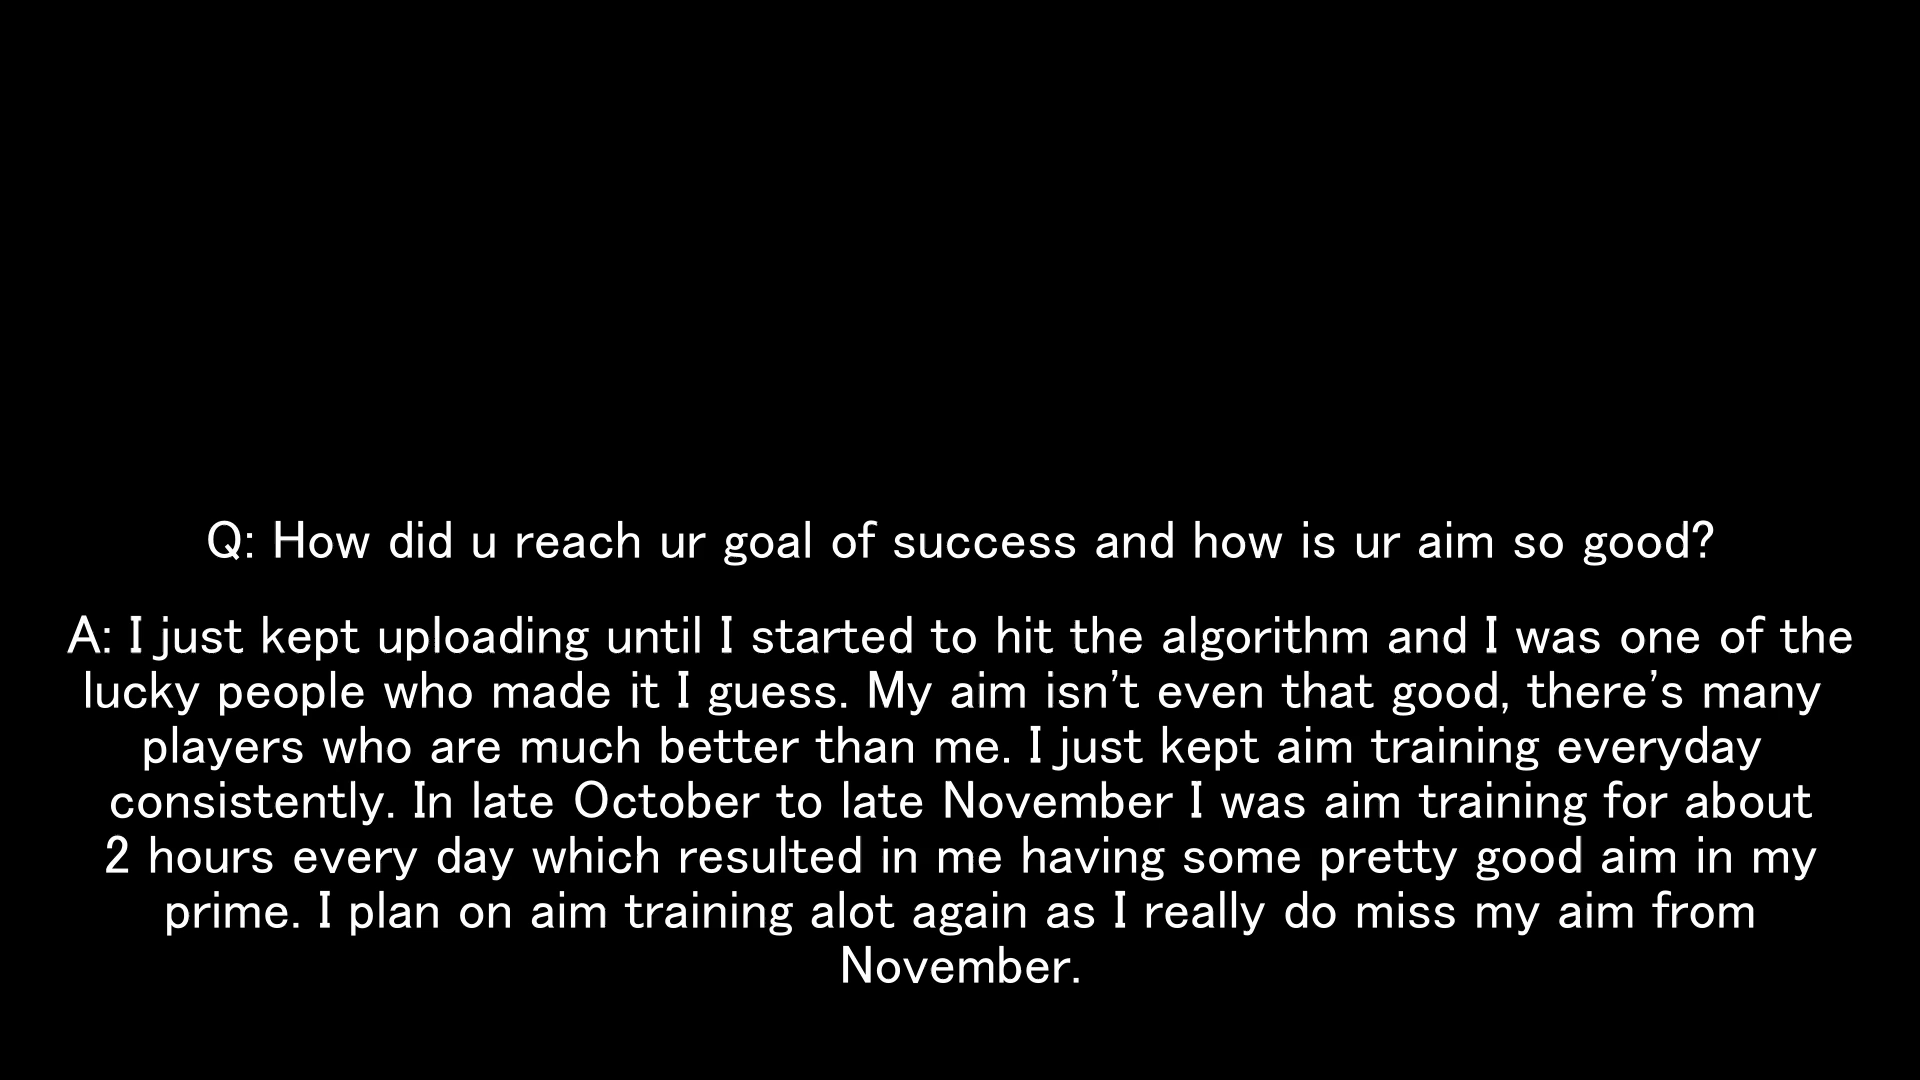 Q: How did u reach ur goal of success and how is ur aim so good?
A: I just kept uploading until I started to hit the algorithm and I was one of the
lucky people who made it I guess. My aim isn't even that good, there's many
players who are much better than me. I just kept aim training everyday
consistently. In late October to late November I was aim training for about
2 hours every day which resulted in me having some pretty good aim in my
prime. I plan on aim training alot again as I really do miss my aim from
November.